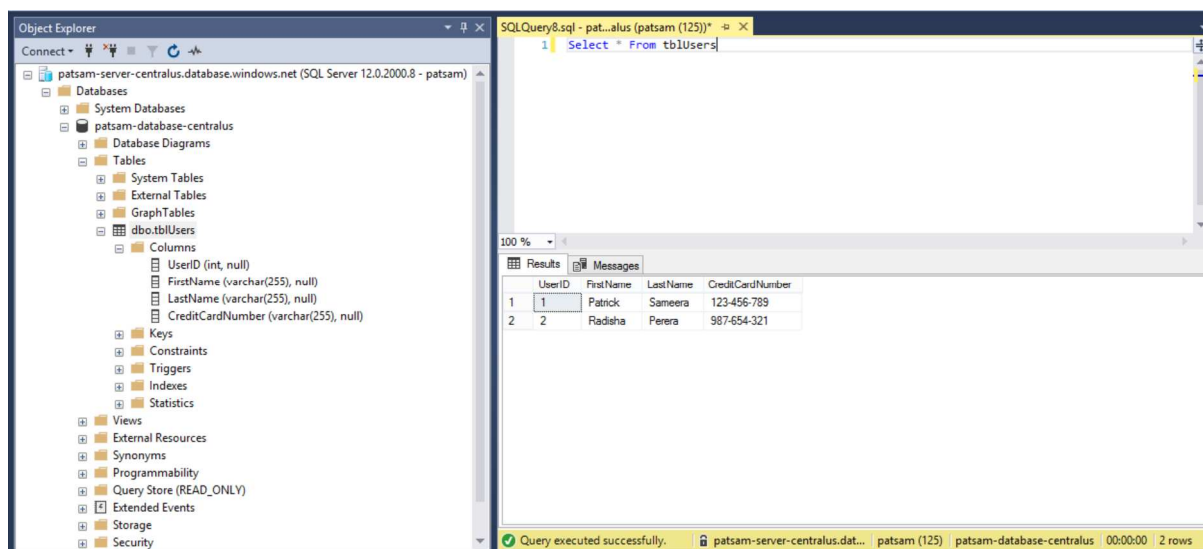 Object Explorer
Connect
patsam-server-centralus.database.windows.net (SQL Server 12.0.2000.8 - patsam)
Databases
System Databases
patsam-database-centralus
Database Diagrams
Tables
System Tables
External Tables
GraphTables
dbo.tblUsers
Columns
UserID (int, null)
FirstName (varchar(255), null)
LastName (varchar(255), null)
CreditCardNumber (varchar(255), null)
Keys
Constraints
Triggers
Indexes
Statistics
Views
External Resources
Synonyms
Programmability
Query Store (READ_ONLY)
Extended Events
Storage
Security
SQLQuery8.sql - pat...alus (patsam (125))*
1 Select * From tblUsers
100 %
Results Messages
UserID FirstName LastName CreditCardNumber
1 1 Patrick Sameera 123-456-789
2 2 Radisha Perera 987-654-321
Query executed successfully. patsam-server-centralus.dat... patsam (125) patsam-database-centralus 00:00:00 2 rows